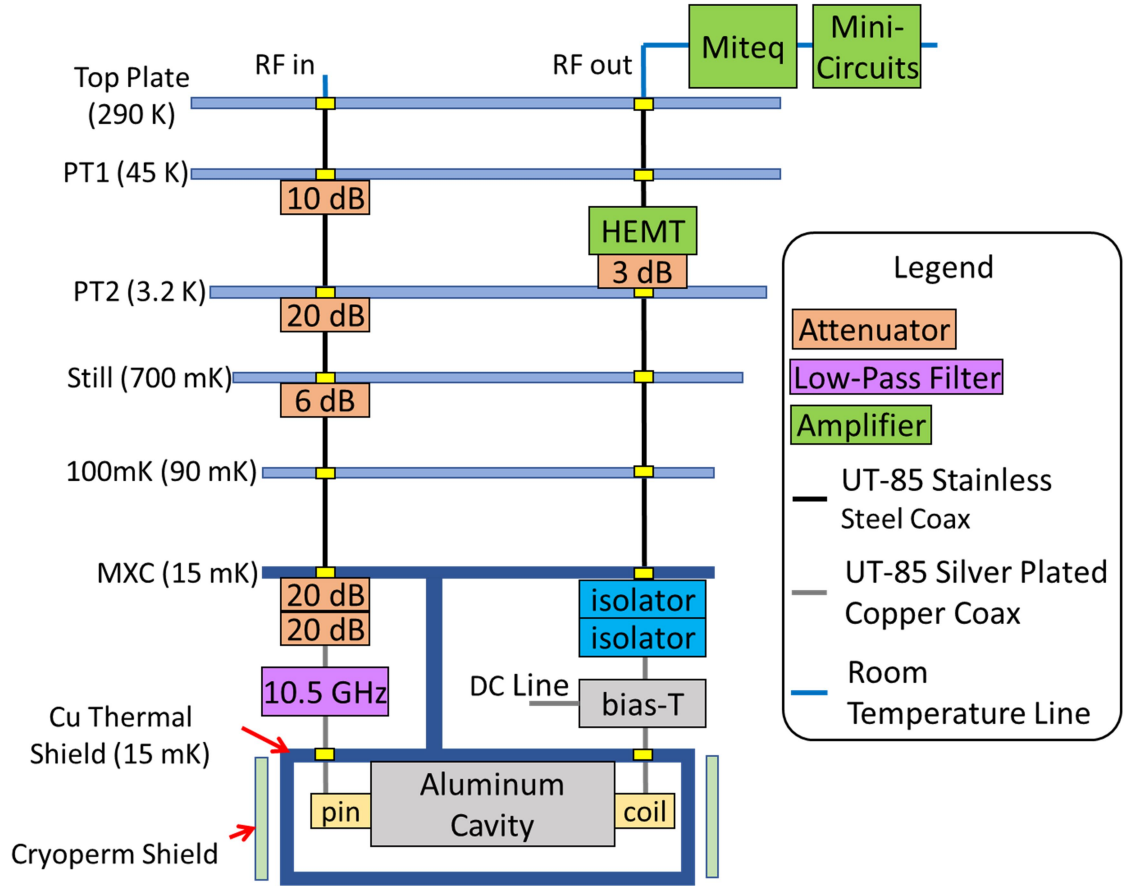 Miteq
Mini-
Circuits
RF in
RF out
Top Plate
(290 K)
PT1 (45 K)
10 dB
HEMT
3 dB
PT2 (3.2 K)
20 dB
Still (700 mK)
6 dB
100mK (90 mK)
MXC (15 mK)
20 dB
20 dB
isolator
isolator
10.5 GHz
DC Line
bias-T
Cu Thermal
Shield (15 mK)
Aluminum
Cavity
pin
coil
Cryoperm Shield
Legend
Attenuator
Low-Pass Filter
Amplifier
UT-85 Stainless
Steel Coax
UT-85 Silver Plated
Copper Coax
Room
Temperature Line